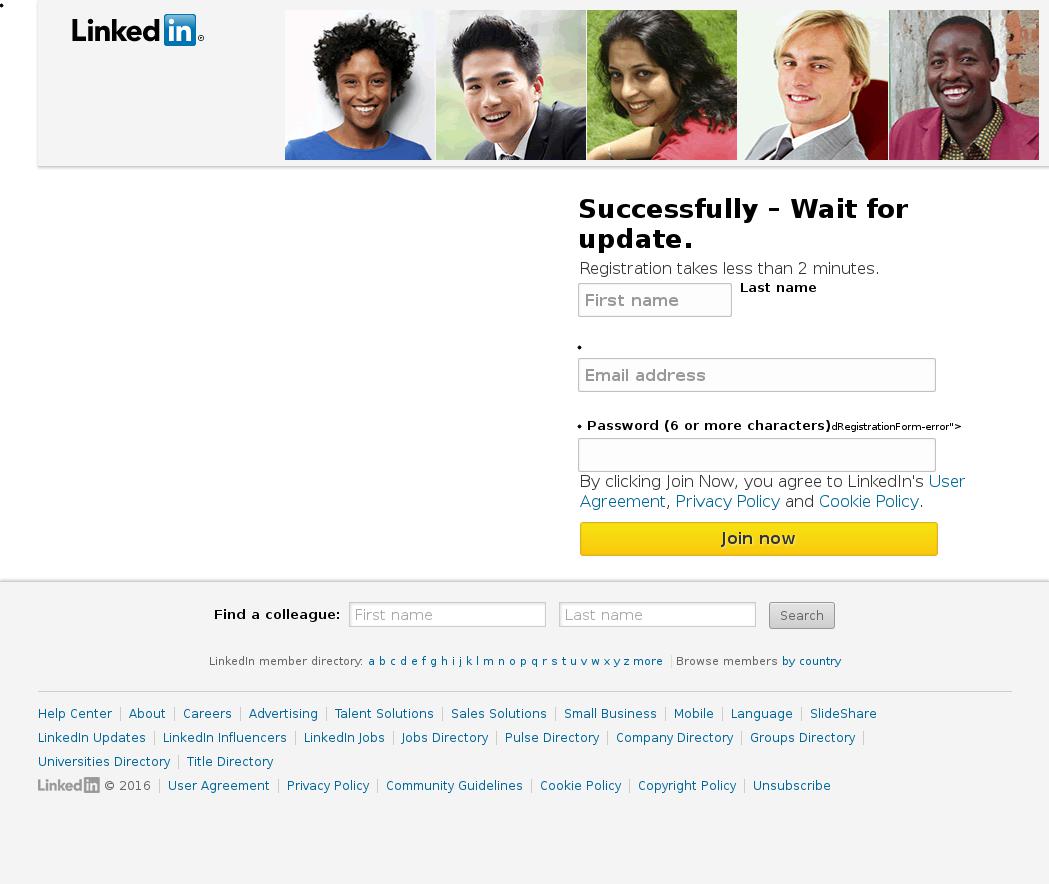 Linked in ®
Successfully – Wait for
update.
Registration takes less than 2 minutes.
Last name
First name
•
Email address
• Password (6 or more characters)dRegistrationForm-error">
By clicking Join Now, you agree to LinkedIn's User
Agreement, Privacy Policy and Cookie Policy.
Join now
Find a colleague: First name Last name Search
LinkedIn member directory: a b c d e f g h i j k l m n o p q r s t u v w x y z more Browse members by country
Help Center About Careers Advertising Talent Solutions Sales Solutions Small Business Mobile Language SlideShare
LinkedIn Updates LinkedIn Influencers LinkedIn Jobs Jobs Directory Pulse Directory Company Directory Groups Directory
Universities Directory Title Directory
Linked in © 2016 User Agreement Privacy Policy Community Guidelines Cookie Policy Copyright Policy Unsubscribe